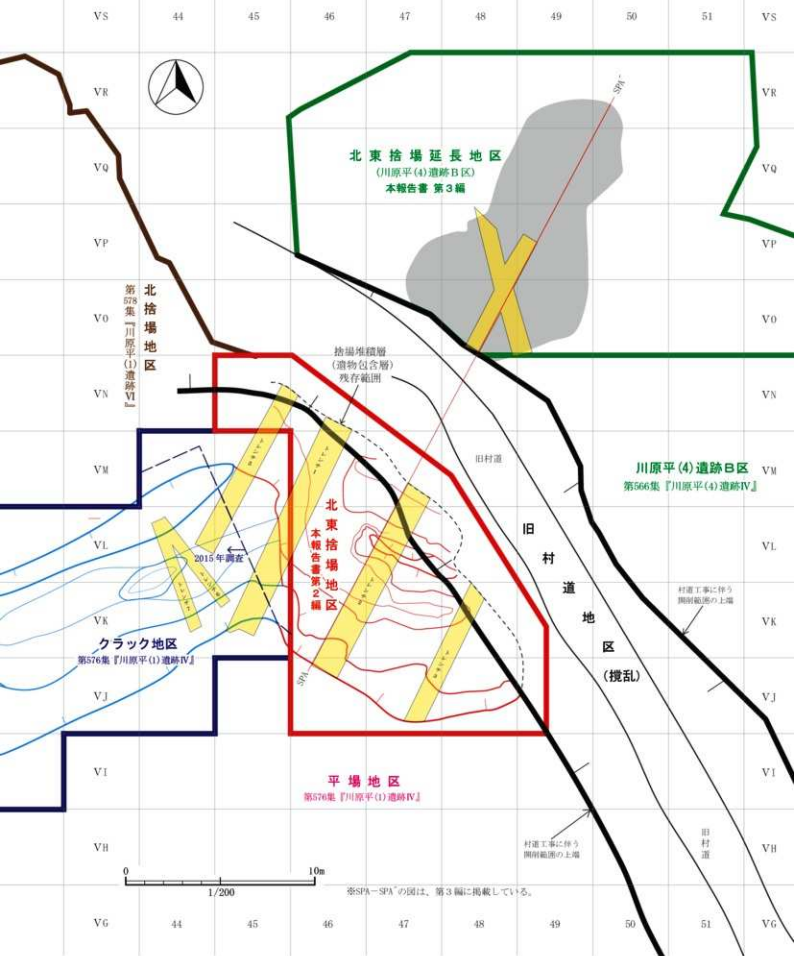 VS 44 45 46 47 48 49 50 51 VS
VR
VQ
VP
VO
VN
VM
VL
VK
VJ
VI
VH
VG
VR
VQ
VP
VO
VN
VM
VL
VK
VJ
VI
VH
VG
SPA´
北東捨場延長地区
(川原平(4)遺跡B区)
本報告書 第3編
北捨場地区
第578集『川原平(1)遺跡Ⅵ』
捨場堆積層
(遺物包含層)
残存範囲
旧村道
川原平(4)遺跡B区
第566集『川原平(4)遺跡Ⅳ』
北東捨場地区
本報告書第2編
旧村道地区
(撹乱)
2015年調査
村道工事に伴う
開削範囲の上端
クラック地区
第576集『川原平(1)遺跡Ⅳ』
SPA
平場地区
第576集『川原平(1)遺跡Ⅳ』
村道工事に伴う
開削範囲の上端
旧村道
0 10m
1/200
※SPA-SPA´の図は、第3編に掲載している。
44 45 46 47 48 49 50 51